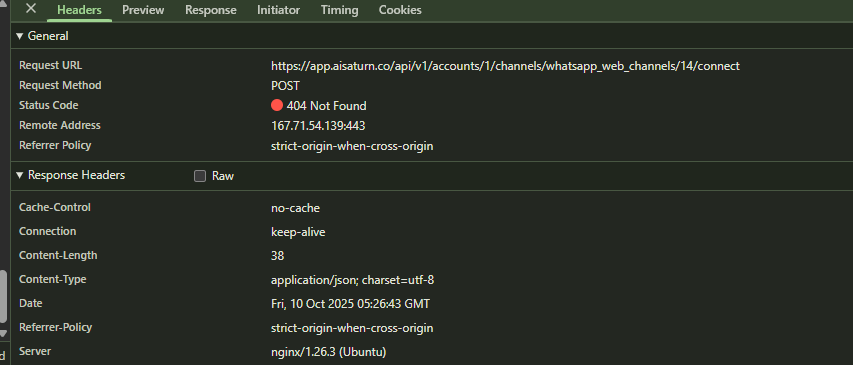 Headers Preview Response Initiator Timing Cookies
General
Request URL https://app.aisaturn.co/api/v1/accounts/1/channels/whatsapp_web_channels/14/connect
Request Method POST
Status Code 404 Not Found
Remote Address 167.71.54.139:443
Referrer Policy strict-origin-when-cross-origin
Response Headers Raw
Cache-Control no-cache
Connection keep-alive
Content-Length 38
Content-Type application/json; charset=utf-8
Date Fri, 10 Oct 2025 05:26:43 GMT
Referrer-Policy strict-origin-when-cross-origin
d
Server nginx/1.26.3 (Ubuntu)